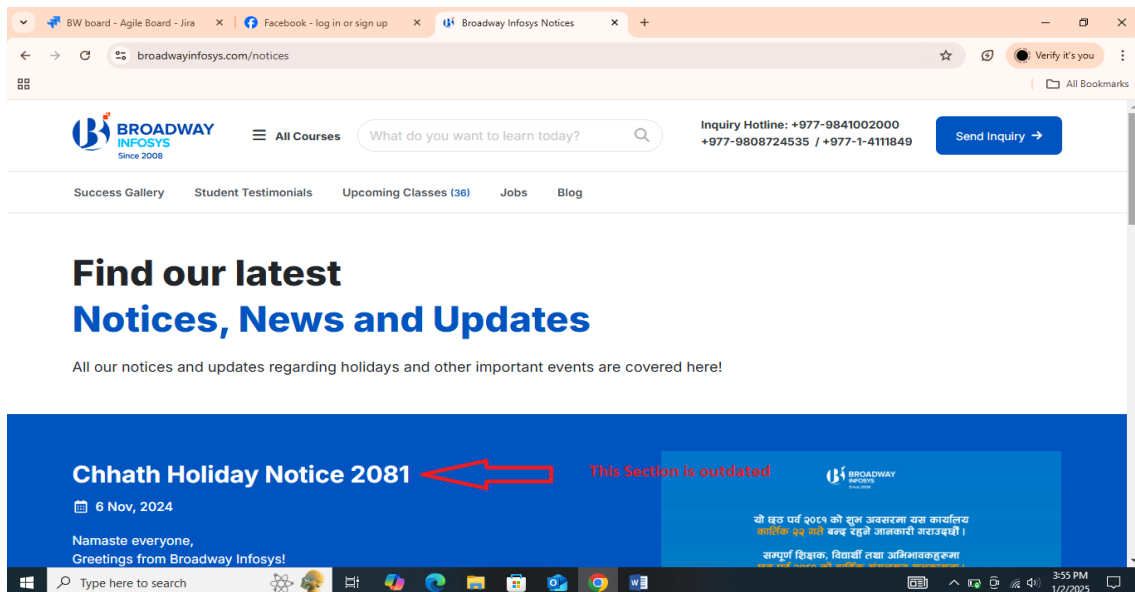 BW board - Agile Board - Jira
Facebook - log in or sign up
Broadway Infosys Notices
broadwayinfosys.com/notices
Verify it's you
All Bookmarks
BROADWAY
INFOSYS
Since 2008
All Courses
What do you want to learn today?
Inquiry Hotline: +977-9841002000
+977-9808724535 / +977-1-4111849
Send Inquiry →
Success Gallery Student Testimonials Upcoming Classes (36) Jobs Blog
Find our latest
Notices, News and Updates
All our notices and updates regarding holidays and other important events are covered here!
Chhath Holiday Notice 2081
This Section is outdated
6 Nov, 2024
Namaste everyone,
Greetings from Broadway Infosys!
BROADWAY
INFOSYS
Since 2008
यो छठ पर्व २०८१ को शुभ अवसरमा यस कार्यालय
कार्तिक २२ गते बन्द रहने जानकारी गराउदछौं ।
सम्पूर्ण शिक्षक, विद्यार्थी तथा अभिभावकहरूमा
Type here to search
3:55 PM
1/2/2025